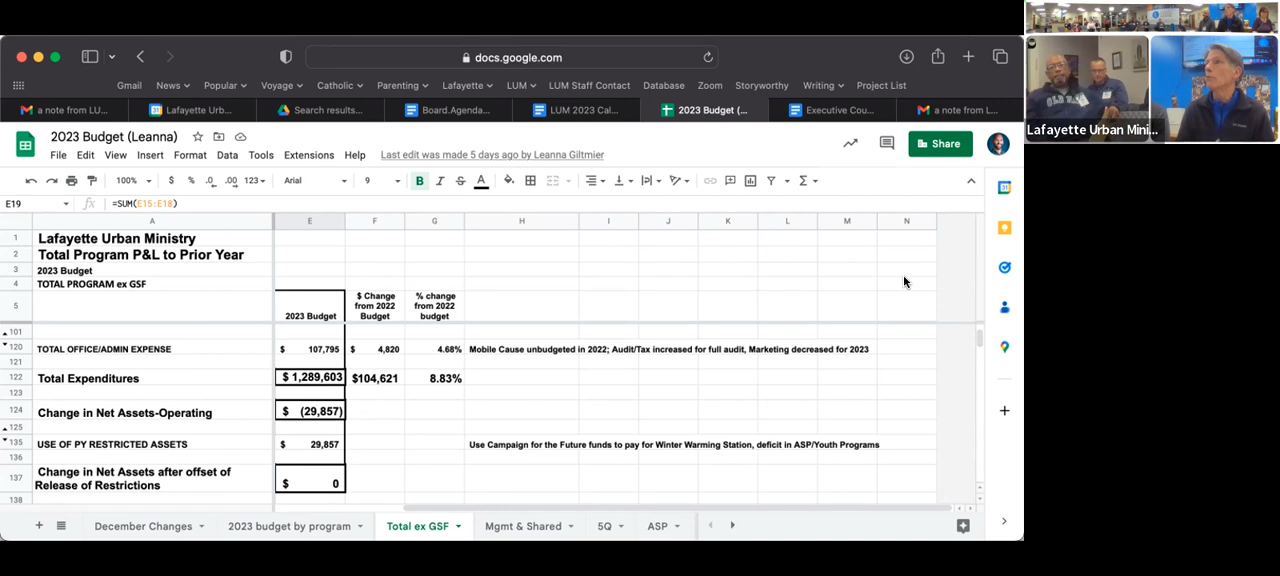 docs.google.com
Gmail News Popular Voyage Catholic Parenting Lafayette LUM LUM Staff Contact Database Zoom Storyworthy Writing Project List
a note from LU... Lafayette Urb... Search results... Board.Agenda... LUM 2023 Cal... 2023 Budget (... Executive Cou... a note from L...
2023 Budget (Leanna)
Share
File Edit View Insert Format Data Tools Extensions Help Last edit was made 5 days ago by Leanna Giltmier
100% $ % .0 .00 123 Arial 9 B I S A
E19 fx =SUM(E15:E18)
A E F G H I J K L M N
1 Lafayette Urban Ministry
2 Total Program P&L to Prior Year
3 2023 Budget
4 TOTAL PROGRAM ex GSF
5 2023 Budget $ Change from 2022 Budget % change from 2022 budget
101
120 TOTAL OFFICE/ADMIN EXPENSE $ 107,795 $ 4,820 4.68% Mobile Cause unbudgeted in 2022; Audit/Tax increased for full audit, Marketing decreased for 2023
121
122 Total Expenditures $ 1,289,603 $104,621 8.83%
123
124 Change in Net Assets-Operating $ (29,857)
125
135 USE OF PY RESTRICTED ASSETS $ 29,857 Use Campaign for the Future funds to pay for Winter Warming Station, deficit in ASP/Youth Programs
136
137 Change in Net Assets after offset of Release of Restrictions $ 0
138
December Changes 2023 budget by program Total ex GSF Mgmt & Shared 5Q ASP
Lafayette Urban Mini...